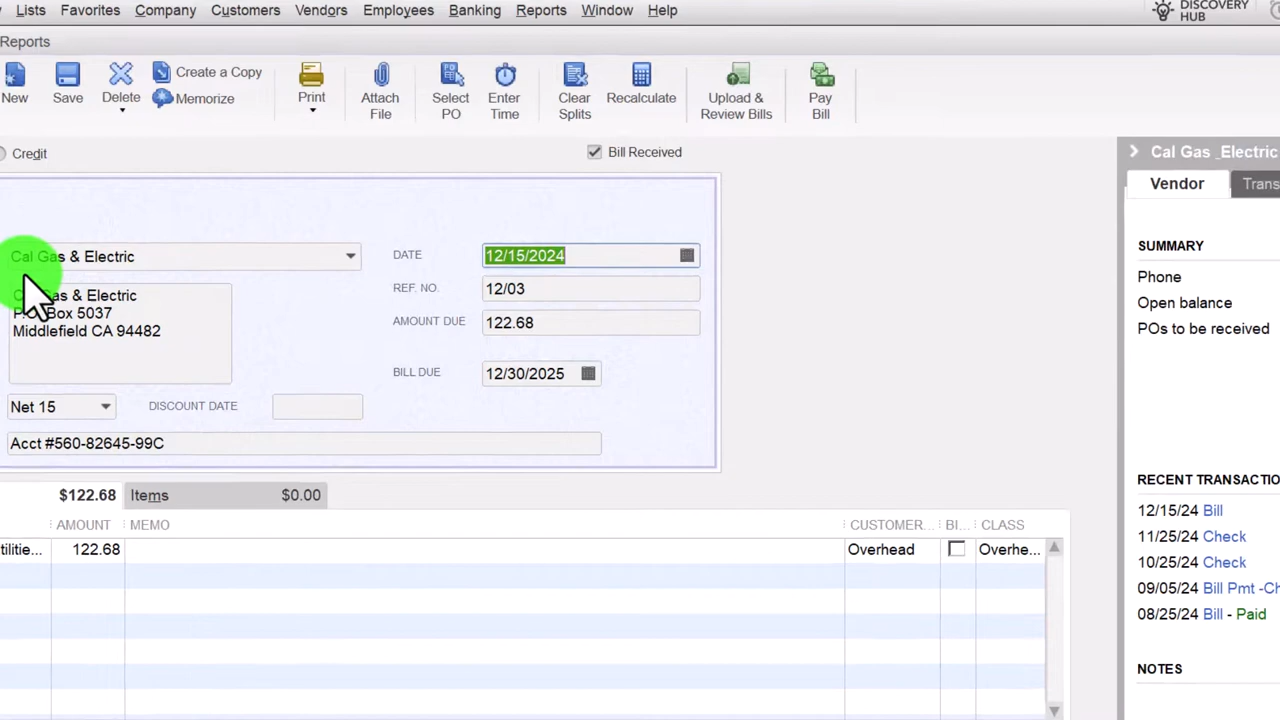 Lists Favorites Company Customers Vendors Employees Banking Reports Window Help
DISCOVERY
HUB
Reports
New Save Delete Create a Copy
Memorize
Print
Attach
File
Select
PO
Enter
Time
Clear
Splits
Recalculate
Upload &
Review Bills
Pay
Bill
Credit
Bill Received
Cal Gas _Electric
Vendor Trans
Cal Gas & Electric
DATE 12/15/2024
SUMMARY
Phone
Open balance
POs to be received
REF. NO. 12/03
Gas & Electric
Box 5037
Middlefield CA 94482
AMOUNT DUE 122.68
BILL DUE 12/30/2025
Net 15 DISCOUNT DATE
Acct #560-82645-99C
$122.68 Items $0.00
AMOUNT MEMO CUSTOMER... BI... CLASS
tilitie... 122.68 Overhead Overhe...
RECENT TRANSACTIO
12/15/24 Bill
11/25/24 Check
10/25/24 Check
09/05/24 Bill Pmt -Ch
08/25/24 Bill - Paid
NOTES